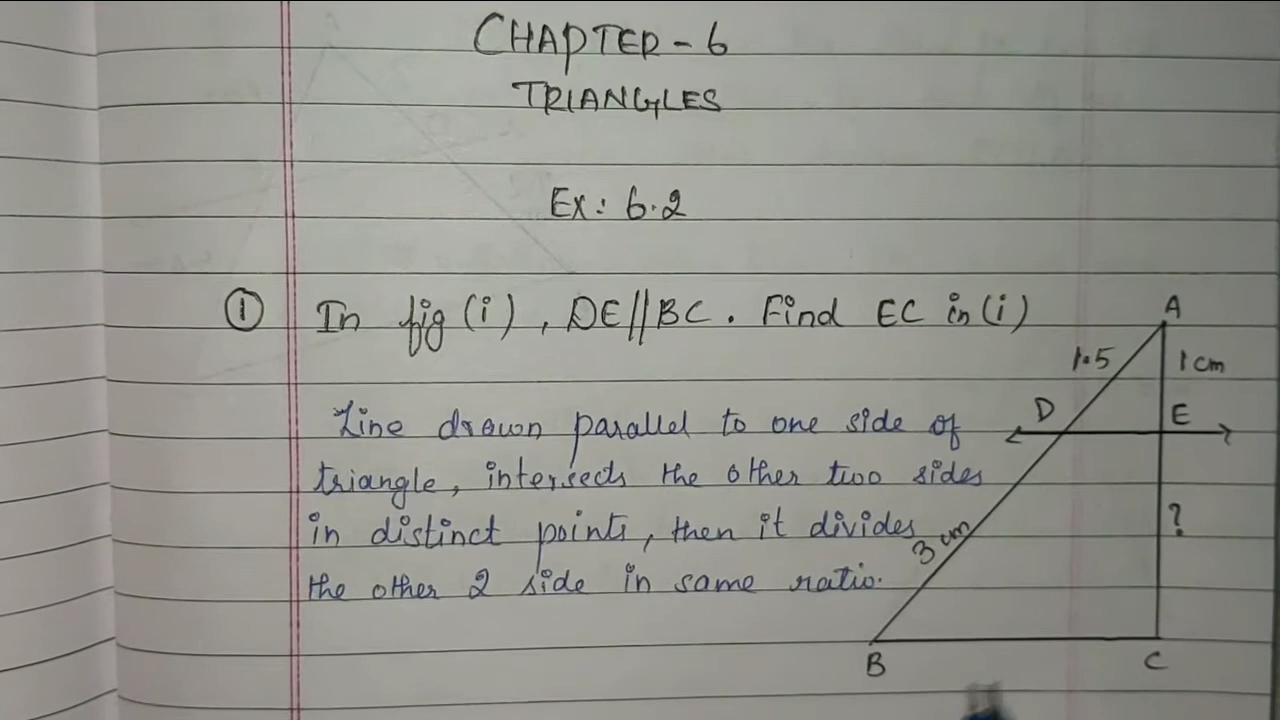 CHAPTER - 6
TRIANGLES
Ex: 6.2
① In fig (i), DE||BC. Find EC in (i)
A
1.5
1 cm
D
E
Line drawn parallel to one side of
triangle, intersects the other two sides
in distinct points, then it divides
the other 2 side in same ratio.
3 cm
?
B
C